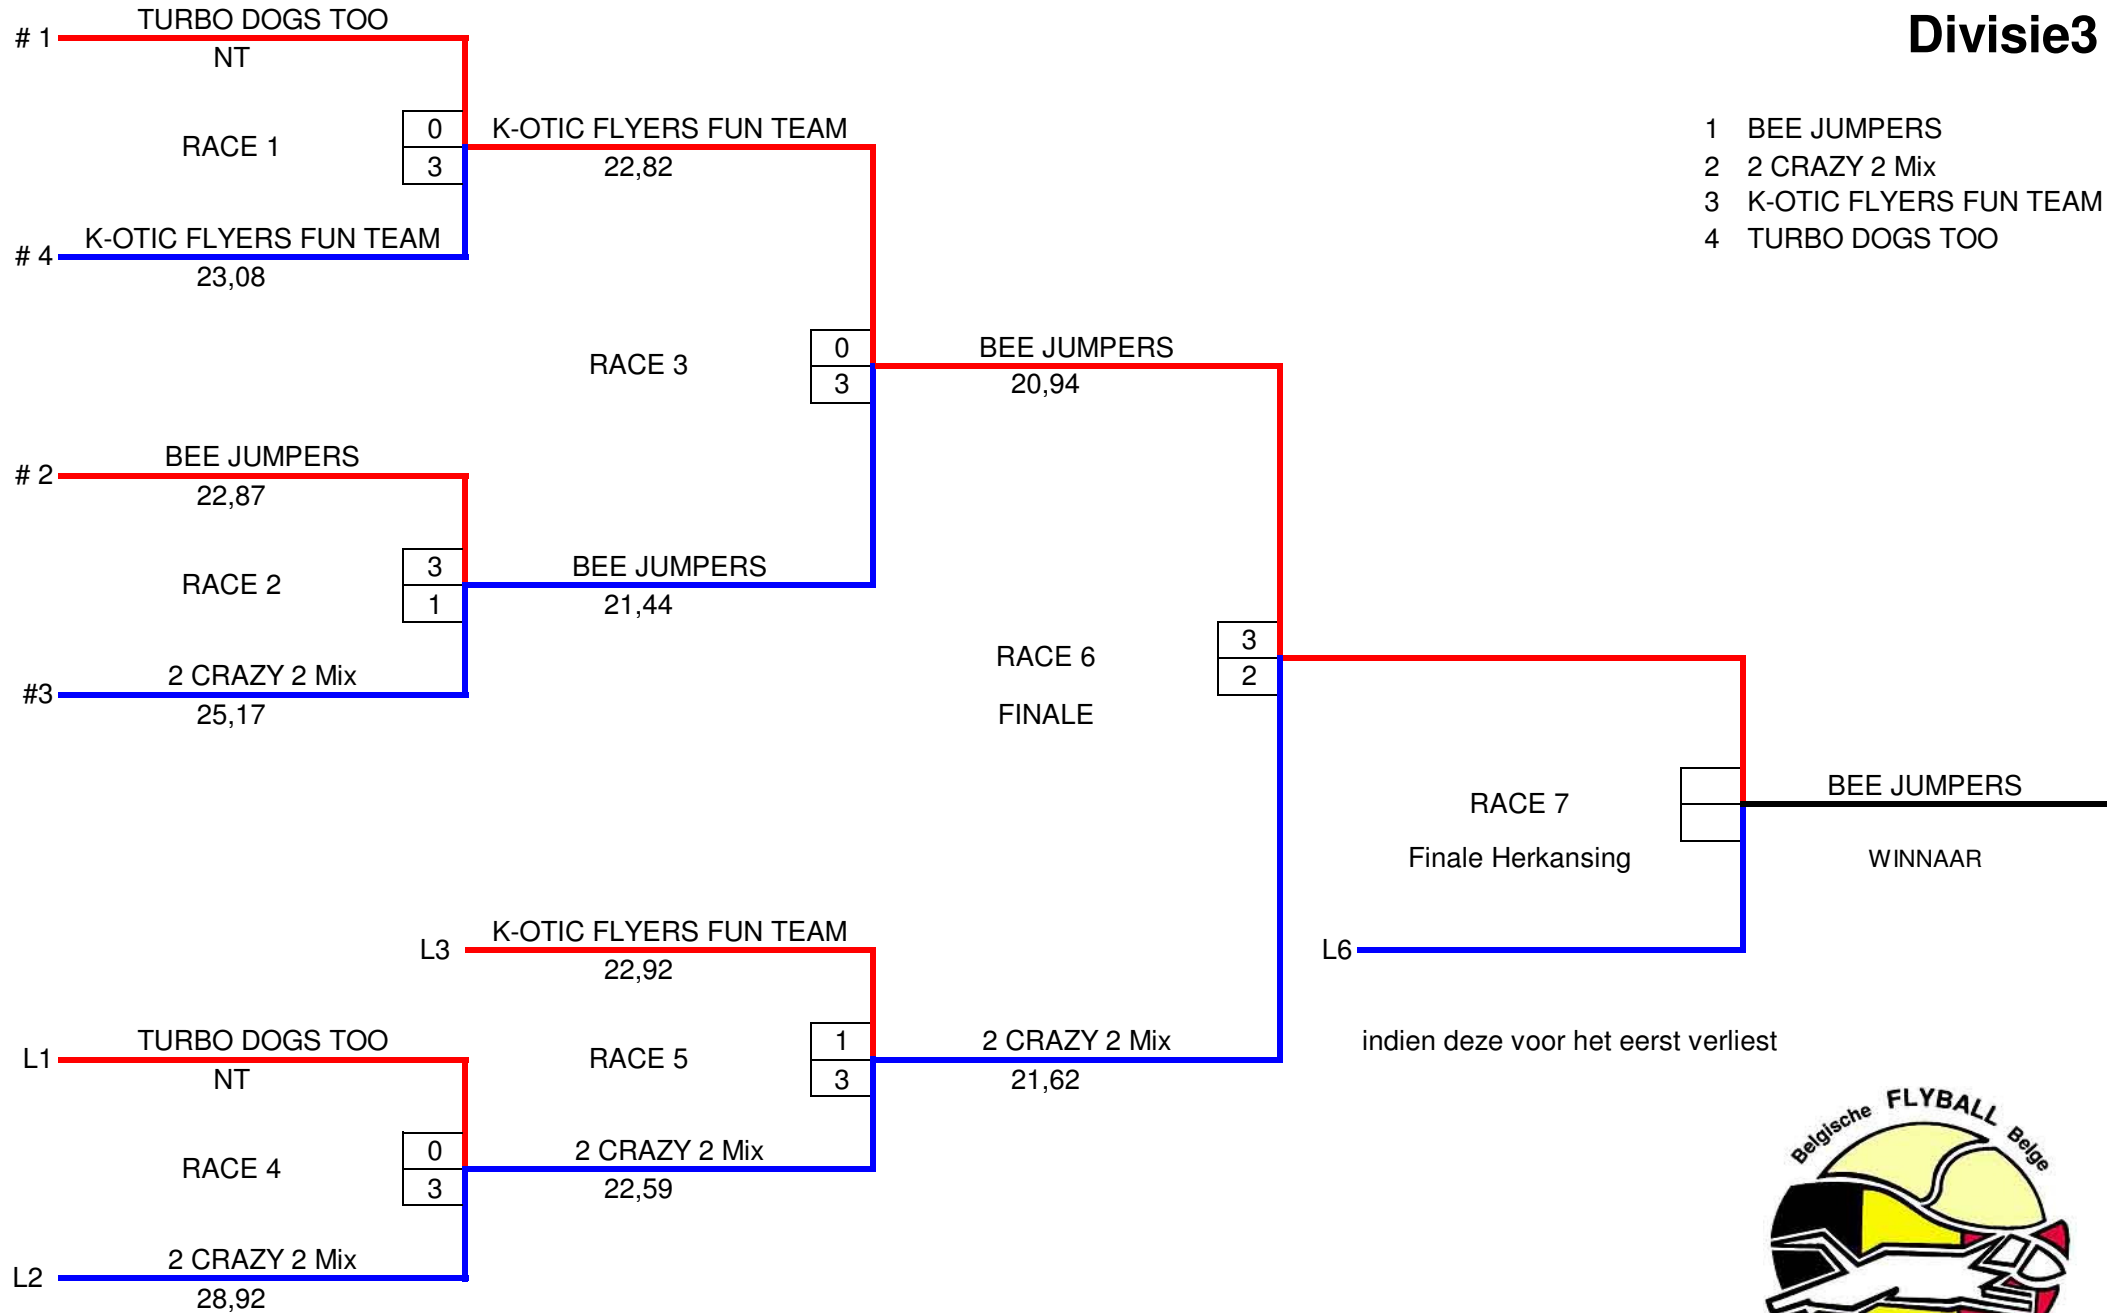 Divisie3
# 1
TURBO DOGS TOO
NT
RACE 1
0
3
# 4
K-OTIC FLYERS FUN TEAM
23,08
K-OTIC FLYERS FUN TEAM
22,82
1 BEE JUMPERS
2 2 CRAZY 2 Mix
3 K-OTIC FLYERS FUN TEAM
4 TURBO DOGS TOO
RACE 3
0
3
BEE JUMPERS
20,94
# 2
BEE JUMPERS
22,87
RACE 2
3
1
BEE JUMPERS
21,44
#3
2 CRAZY 2 Mix
25,17
RACE 6
3
2
FINALE
RACE 7
Finale Herkansing
BEE JUMPERS
WINNAAR
L3
K-OTIC FLYERS FUN TEAM
22,92
L6
indien deze voor het eerst verliest
L1
TURBO DOGS TOO
NT
RACE 5
1
3
2 CRAZY 2 Mix
21,62
RACE 4
0
3
2 CRAZY 2 Mix
22,59
L2
2 CRAZY 2 Mix
28,92
Belgische FLYBALL Belge